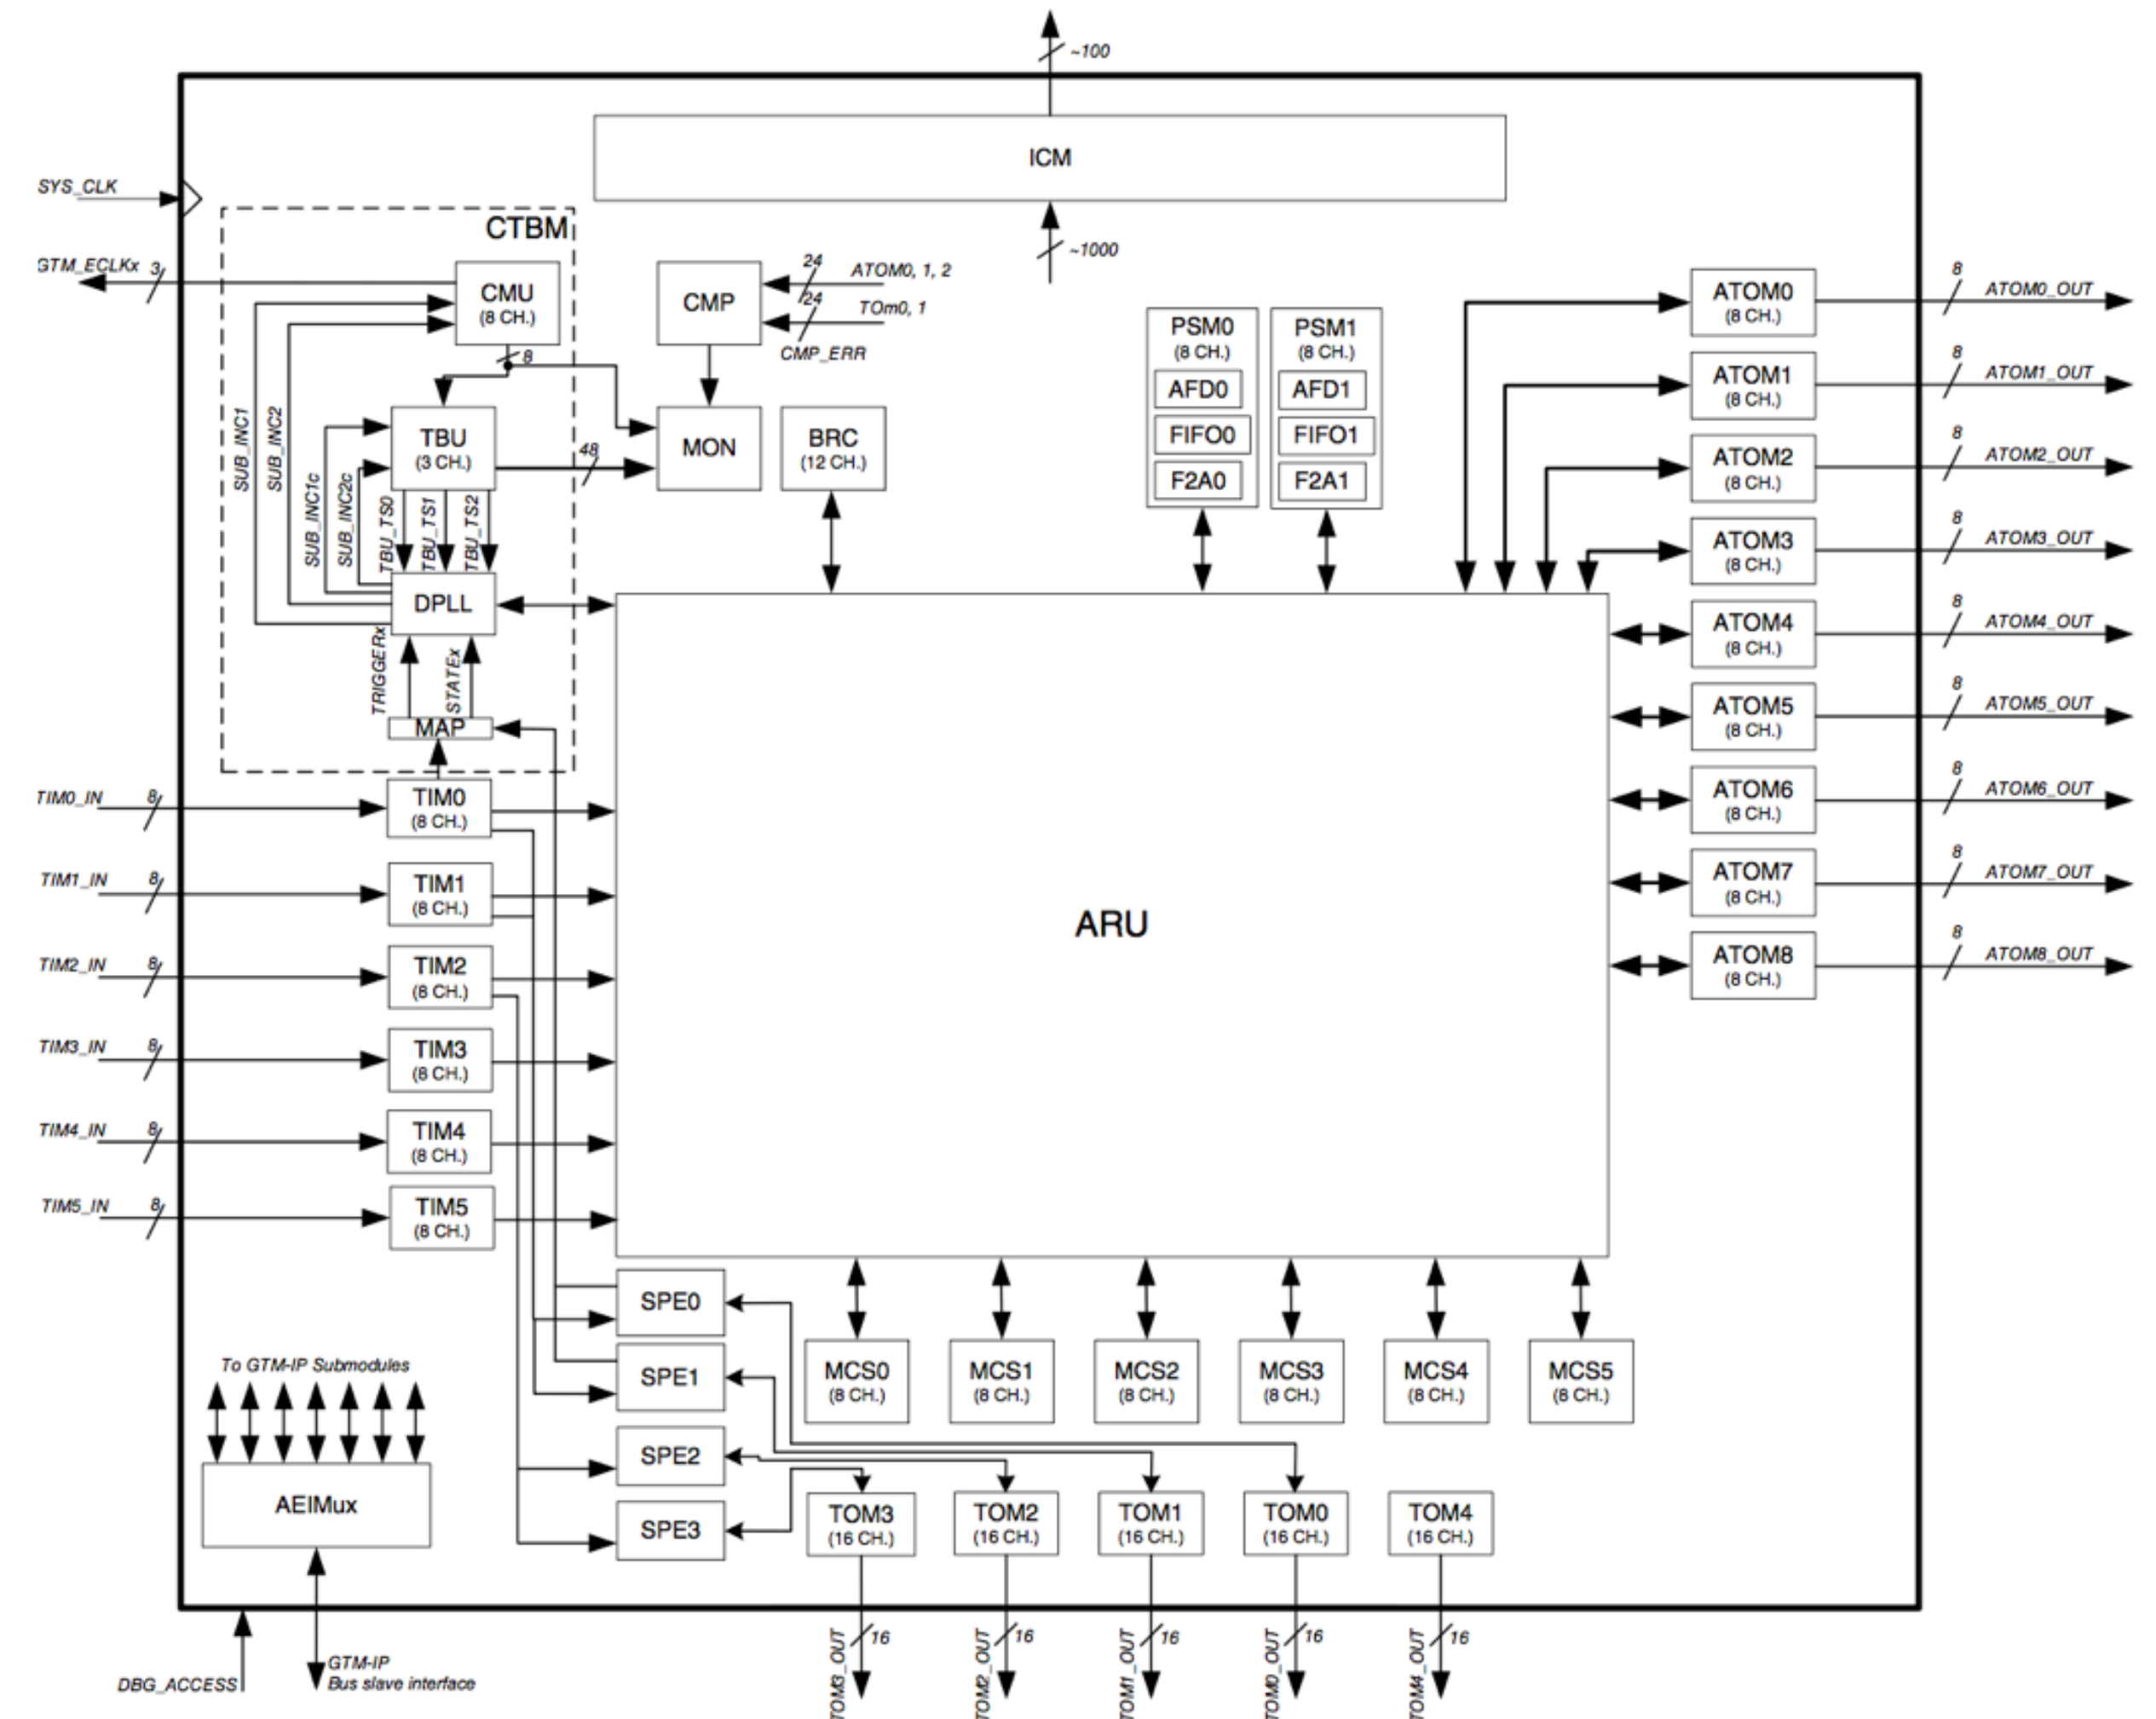 ~100
ICM
SYS_CLK
~1000
CTBM
GTM_ECLKx
3
CMU
(8 CH.)
8
CMP
24
ATOM0, 1, 2
24
TOm0, 1
CMP_ERR
SUB_INC1
SUB_INC2
SUB_INC1c
SUB_INC2c
TBU
(3 CH.)
48
MON
BRC
(12 CH.)
TBU_TS0
TBU_TS1
TBU_TS2
DPLL
TRIGGERx
STATEx
MAP
PSM0
(8 CH.)
AFD0
FIFO0
F2A0
PSM1
(8 CH.)
AFD1
FIFO1
F2A1
ATOM0
(8 CH.)
8
ATOM0_OUT
ATOM1
(8 CH.)
8
ATOM1_OUT
ATOM2
(8 CH.)
8
ATOM2_OUT
ATOM3
(8 CH.)
8
ATOM3_OUT
ATOM4
(8 CH.)
8
ATOM4_OUT
ATOM5
(8 CH.)
8
ATOM5_OUT
ATOM6
(8 CH.)
8
ATOM6_OUT
ATOM7
(8 CH.)
8
ATOM7_OUT
ATOM8
(8 CH.)
8
ATOM8_OUT
TIM0_IN
8
TIM0
(8 CH.)
TIM1_IN
8
TIM1
(8 CH.)
TIM2_IN
8
TIM2
(8 CH.)
TIM3_IN
8
TIM3
(8 CH.)
TIM4_IN
8
TIM4
(8 CH.)
TIM5_IN
8
TIM5
(8 CH.)
ARU
SPE0
SPE1
SPE2
SPE3
MCS0
(8 CH.)
MCS1
(8 CH.)
MCS2
(8 CH.)
MCS3
(8 CH.)
MCS4
(8 CH.)
MCS5
(8 CH.)
To GTM-IP Submodules
AEIMux
TOM3
(16 CH.)
TOM2
(16 CH.)
TOM1
(16 CH.)
TOM0
(16 CH.)
TOM4
(16 CH.)
TOM3_OUT
16
TOM2_OUT
16
TOM1_OUT
16
TOM0_OUT
16
TOM4_OUT
16
DBG_ACCESS
GTM-IP
Bus slave interface